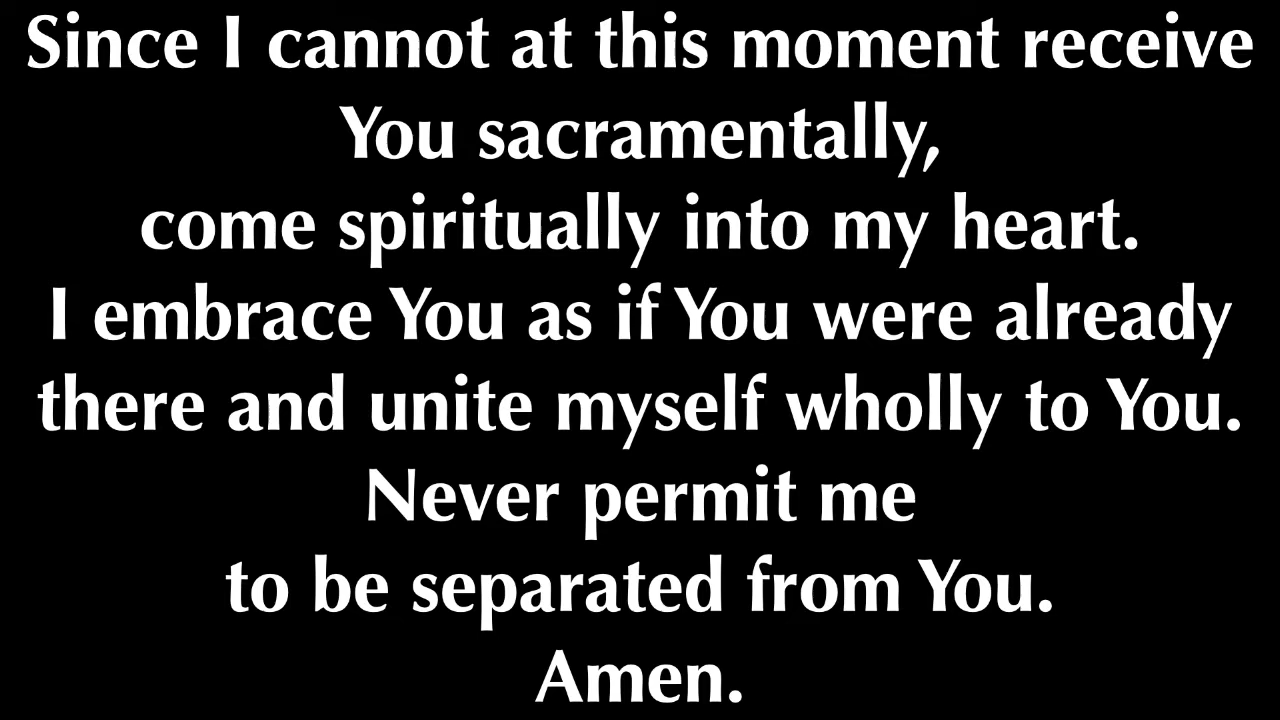 Since I cannot at this moment receive
You sacramentally,
come spiritually into my heart.
I embrace You as if You were already
there and unite myself wholly to You.
Never permit me
to be separated from You.
Amen.